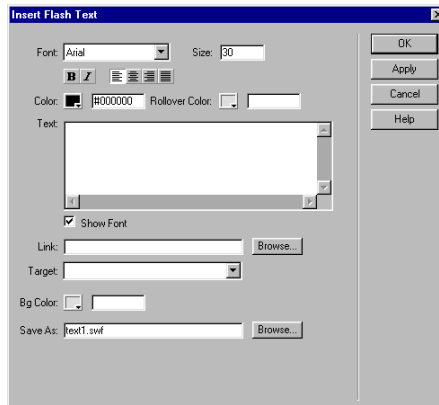 Insert Flash Text
Font: Arial Size: 30 OK
B I Apply
Color: #000000 Rollover Color: Cancel
Text: Help
Show Font
Link: Browse...
Target:
Bg Color:
Save As: text1.swf Browse...